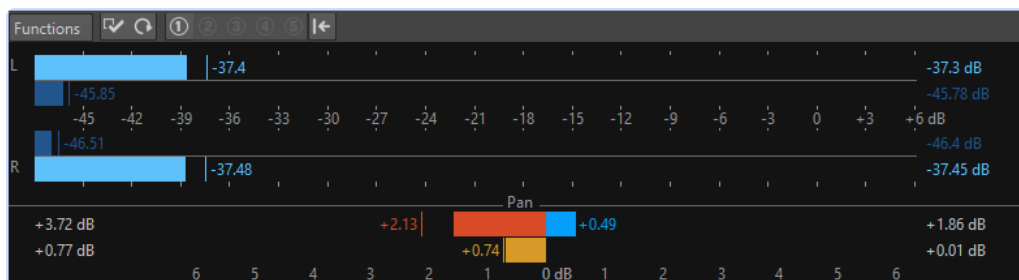 Functions ① ② ③ ④ ⑤
L -37.4 -37.3 dB
-45.85 -45.78 dB
-45 -42 -39 -36 -33 -30 -27 -24 -21 -18 -15 -12 -9 -6 -3 0 +3 +6 dB
-46.51 -46.4 dB
R -37.48 -37.45 dB
Pan
+3.72 dB +2.13 +0.49 +1.86 dB
+0.77 dB +0.74 +0.01 dB
6 5 4 3 2 1 0 dB 1 2 3 4 5 6